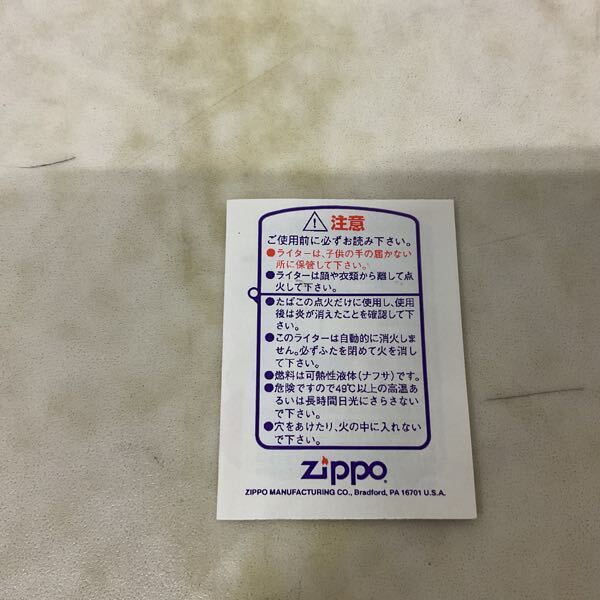 注意
ご使用前に必ずお読み下さい。
●ライターは、子供の手の届かない
所に保管して下さい。
●ライターは顔や衣類から離して点
火して下さい。
●たばこの点火だけに使用し、使用
後は炎が消えたことを確認して下
さい。
●このライターは自動的に消火しま
せん。必ずふたを閉めて火を消し
て下さい。
●燃料は可熱性液体（ナフサ）です。
●危険ですので49℃以上の高温あ
るいは長時間日光にさらさない
で下さい。
●穴をあけたり、火の中に入れない
で下さい。
zippo
ZIPPO MANUFACTURING CO., Bradford, PA 16701 U.S.A.